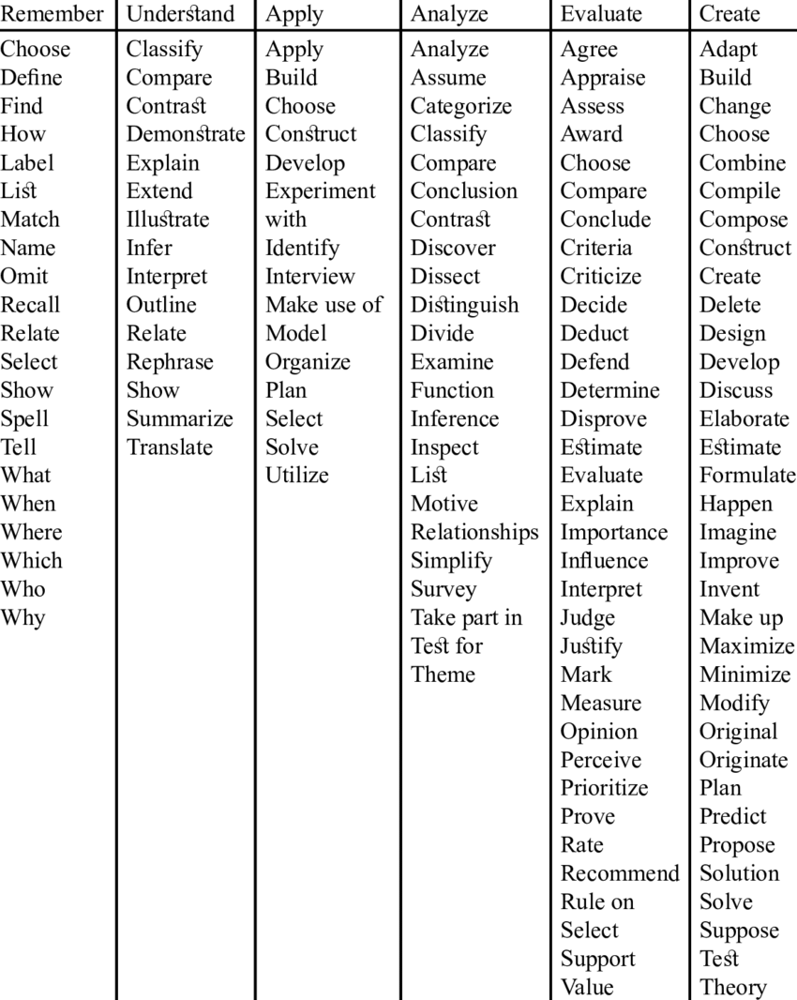 Remember Understand Apply Analyze Evaluate Create
Choose Classify Apply Analyze Agree Adapt
Define Compare Build Assume Appraise Build
Find Contrast Choose Categorize Assess Change
How Demonstrate Construct Classify Award Choose
Label Explain Develop Compare Choose Combine
List Extend Experiment Conclusion Compare Compile
Match Illustrate with Contrast Conclude Compose
Name Infer Identify Discover Criteria Construct
Omit Interpret Interview Dissect Criticize Create
Recall Outline Make use of Distinguish Decide Delete
Relate Relate Model Divide Deduct Design
Select Rephrase Organize Examine Defend Develop
Show Show Plan Function Determine Discuss
Spell Summarize Select Inference Disprove Elaborate
Tell Translate Solve Inspect Estimate Estimate
What Utilize List Evaluate Formulate
When Motive Explain Happen
Where Relationships Importance Imagine
Which Simplify Influence Improve
Who Survey Interpret Invent
Why Take part in Judge Make up
Test for Justify Maximize
Theme Mark Minimize
Measure Modify
Opinion Original
Perceive Originate
Prioritize Plan
Prove Predict
Rate Propose
Recommend Solution
Rule on Solve
Select Suppose
Support Test
Value Theory